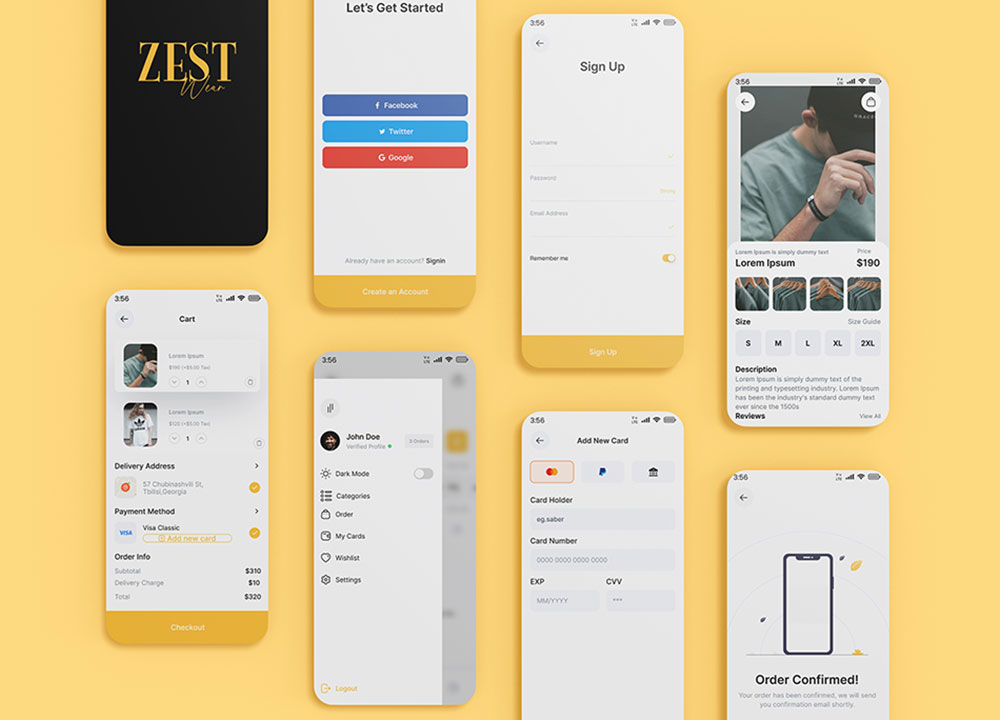 ZEST
Wear
Let's Get Started
Facebook
Twitter
Google
Already have an account? Signin
Create an Account
3:56
Sign Up
Username
Password
Strong
Email Address
Remember me
Sign Up
3:56
Lorem Ipsum is simply dummy text
Price
Lorem Ipsum
$190
Size
Size Guide
S M L XL 2XL
Description
Lorem Ipsum is simply dummy text of the
printing and typesetting industry. Lorem Ipsum
has been the industry's standard dummy text
ever since the 1500s
Reviews
View All
3:56
Cart
Lorem Ipsum
$190 (+$5.00 Tax)
1
Lorem Ipsum
$120 (+$5.00 Tax)
1
Delivery Address
57 Chubinashvili St,
Tbilisi,Georgia
Payment Method
VISA
Visa Classic
Add new card
Order Info
Subtotal $310
Delivery Charge $10
Total $320
Checkout
3:56
John Doe
Verified Profile
3 Orders
Dark Mode
Categories
Order
My Cards
Wishlist
Settings
Logout
3:56
Add New Card
Card Holder
eg.saber
Card Number
0000 0000 0000 0000
EXP CVV
MM/YYYY ***
3:56
Order Confirmed!
Your order has been confirmed, we will send
you confirmation email shortly.